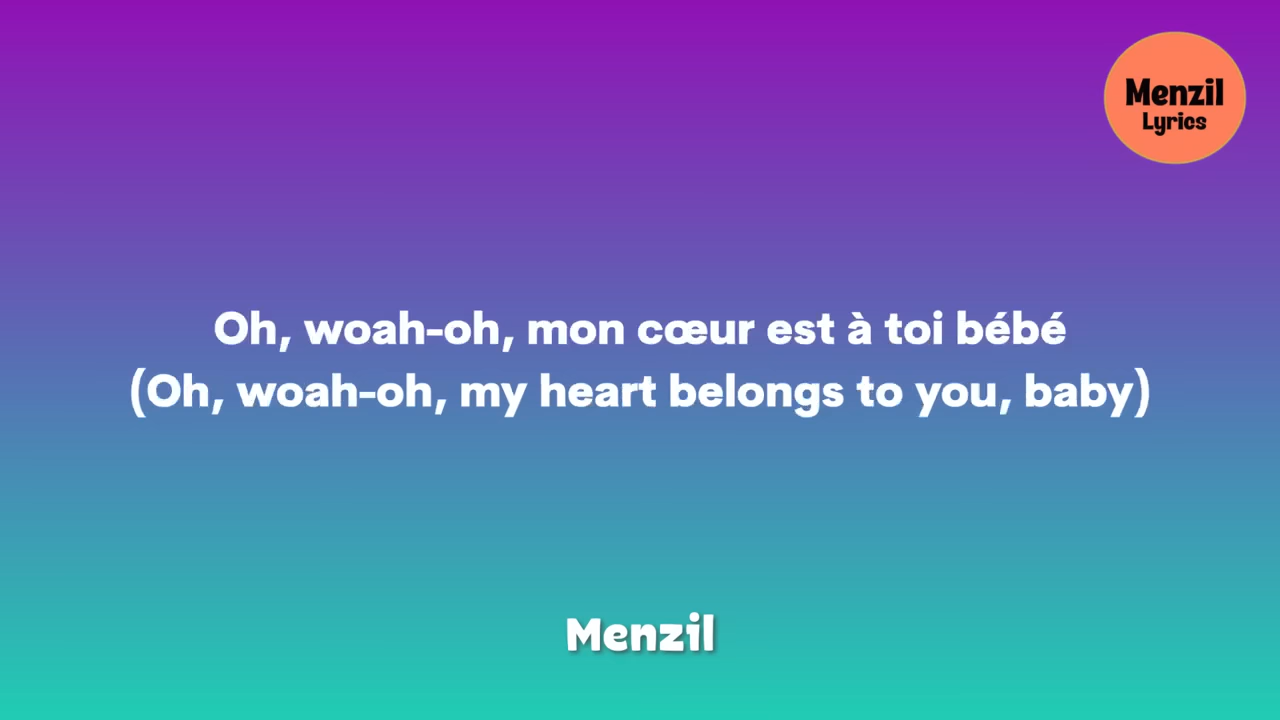 Menzil
Lyrics
Oh, woah-oh, mon cœur est à toi bébé
(Oh, woah-oh, my heart belongs to you, baby)
Menzil